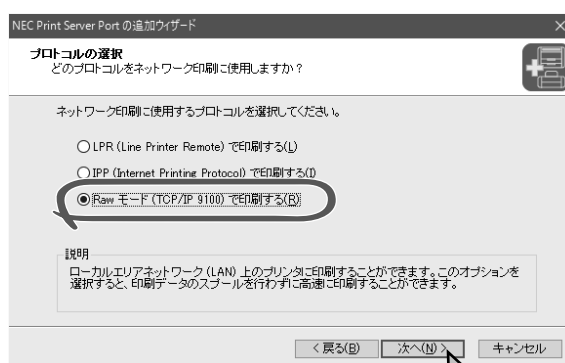 NEC Print Server Port の追加ウィザード
プロトコルの選択
どのプロトコルをネットワーク印刷に使用しますか？
ネットワーク印刷に使用するプロトコルを選択してください。
LPR (Line Printer Remote) で印刷する(L)
IPP (Internet Printing Protocol) で印刷する(I)
Raw モード (TCP/IP 9100) で印刷する(R)
説明
ローカルエリアネットワーク (LAN) 上のプリンタに印刷することができます。このオプションを
選択すると、印刷データのスプールを行わずに高速に印刷することができます。
< 戻る(B) 次へ(N) > キャンセル